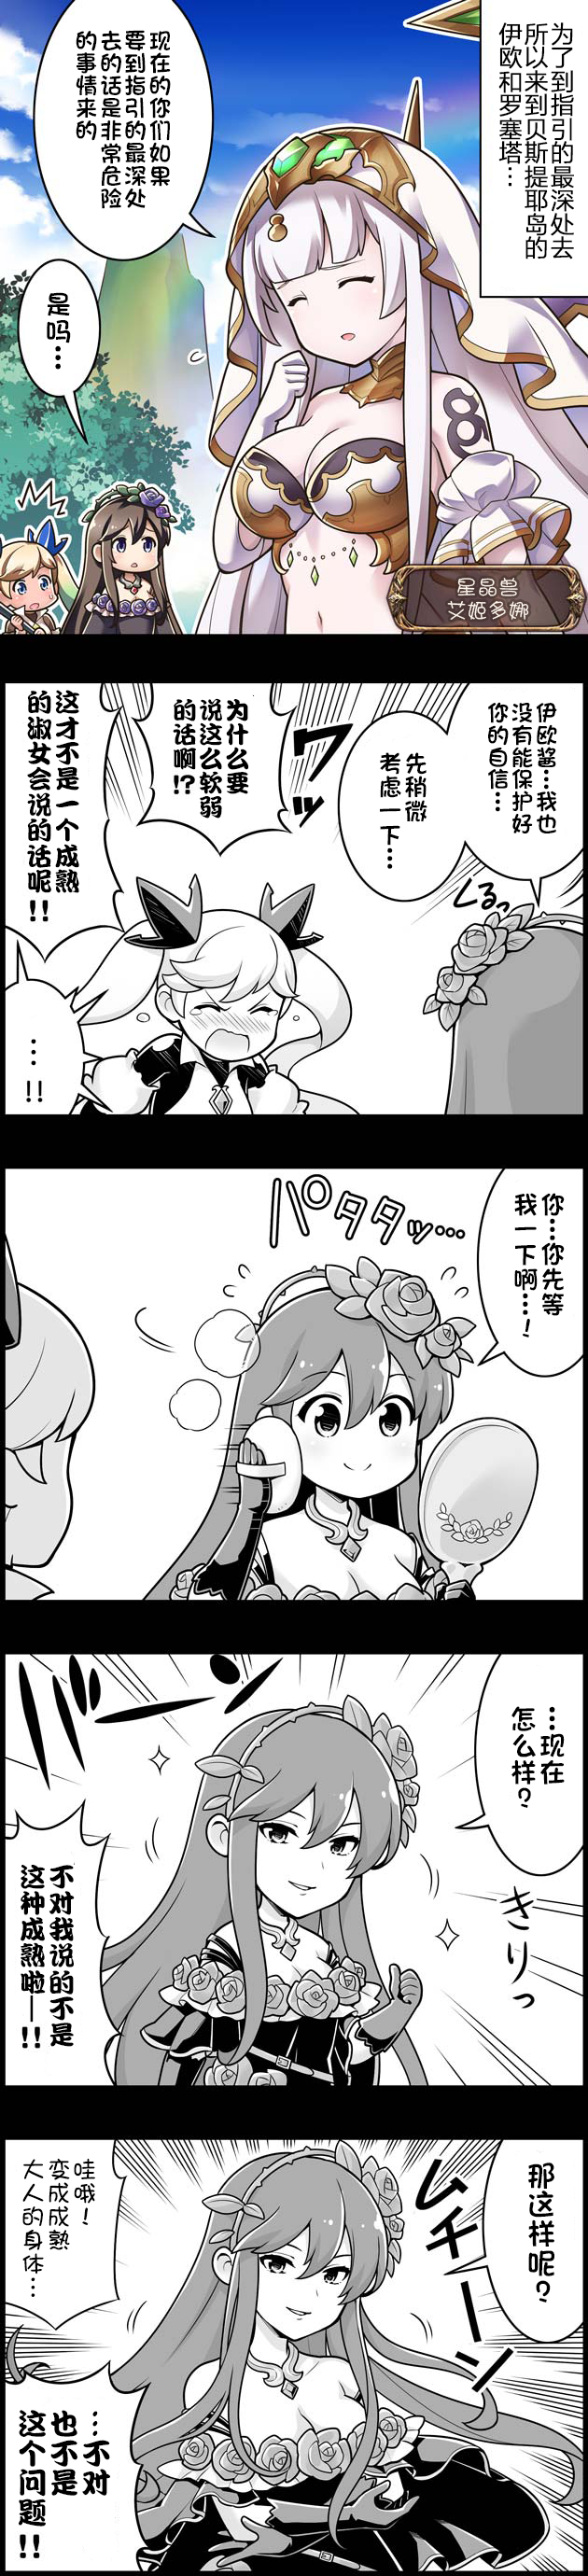 为了到指引的最深处去
所以来到贝斯提耶岛的
伊欧和罗塞塔…
现在的你们如果
要到指引的最深处
去的话是非常危险
的事情来的
是吗…
星晶兽
艾姬多娜
伊欧酱…我也
没有能保护好
你的自信…
先稍微
考虑一下…
くるっ
ワッ
为什么要
说这么软弱
的话啊!?
这才不是一个成熟
的淑女会说的话呢!!
…!!
你…你先等
我一下啊…!
パタタッ…
…现在
怎么样?
バーン
きりっ
不对我说的不是
这种成熟啦—!!
那这样呢?
ムチーン
哇哦!
变成成熟
大人的身体…
…不对
也不是
这个问题!!